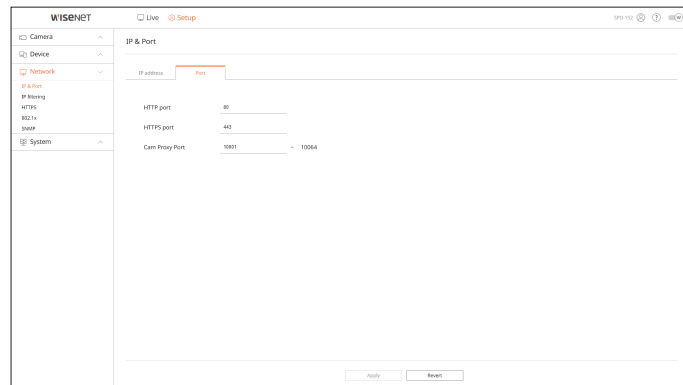 WISENET
Live
Setup
SPD-152
Camera
Device
Network
IP & Port
IP filtering
HTTPS
802.1x
SNMP
System
IP & Port
IP address
Port
HTTP port
80
HTTPS port
443
Cam Proxy Port
10001
~ 10064
Apply
Revert